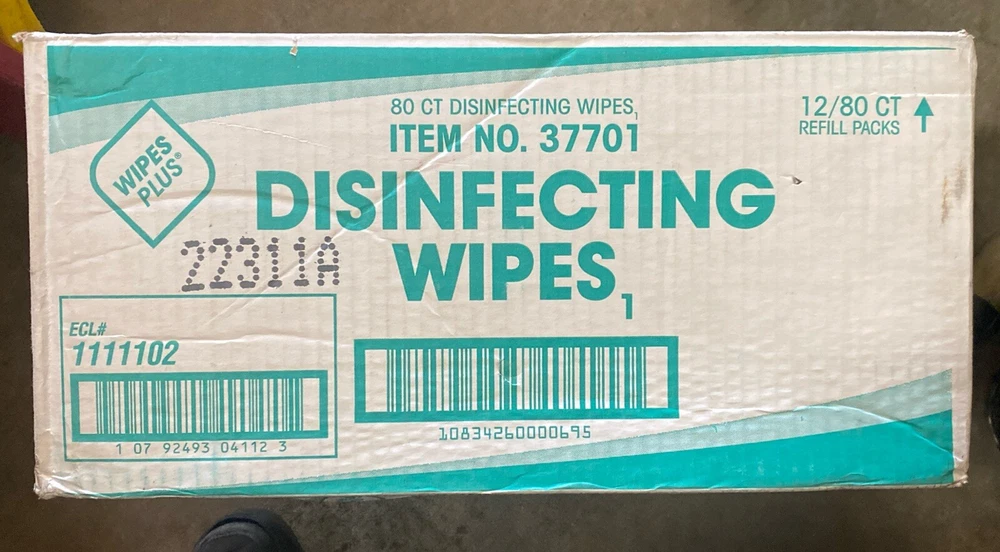 80 CT DISINFECTING WIPES₁
ITEM NO. 37701
12/80 CT
REFILL PACKS
WIPES
PLUS®
DISINFECTING
WIPES₁
22311A
ECL#
1111102
1 07 92493 04112 3
10834260000695